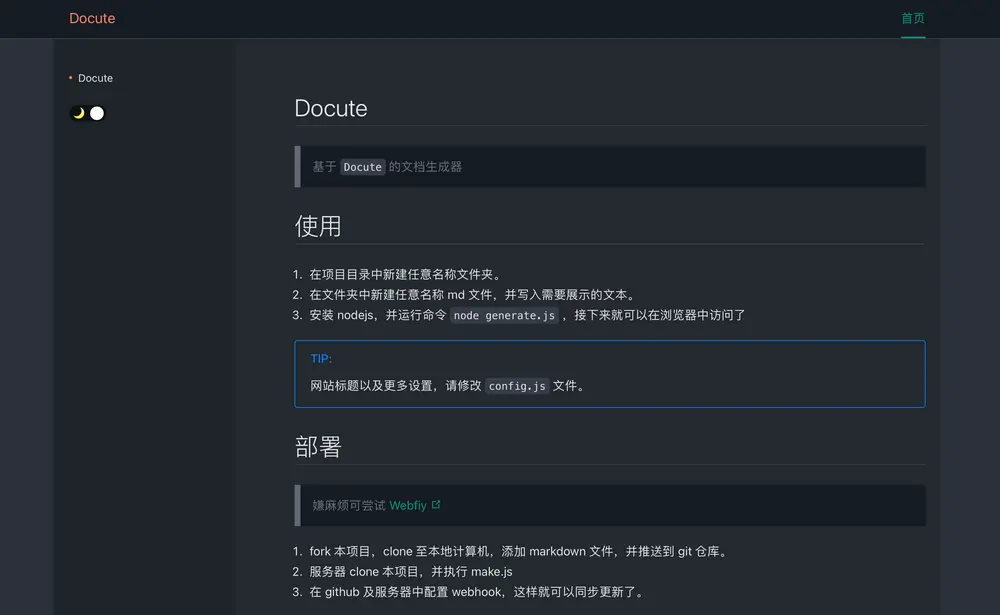 Docute
首页
Docute
Docute
基于 Docute 的文档生成器
使用
1. 在项目目录中新建任意名称文件夹。
2. 在文件夹中新建任意名称 md 文件，并写入需要展示的文本。
3. 安装 nodejs，并运行命令 node generate.js ，接下来就可以在浏览器中访问了
TIP:
网站标题以及更多设置，请修改 config.js 文件。
部署
嫌麻烦可尝试 Webfiy
1. fork 本项目，clone 至本地计算机，添加 markdown 文件，并推送到 git 仓库。
2. 服务器 clone 本项目，并执行 make.js
3. 在 github 及服务器中配置 webhook，这样就可以同步更新了。